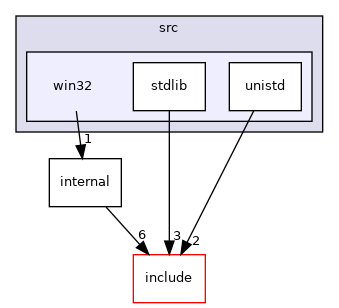 src
win32
stdlib
unistd
1
internal
6
3
2
include